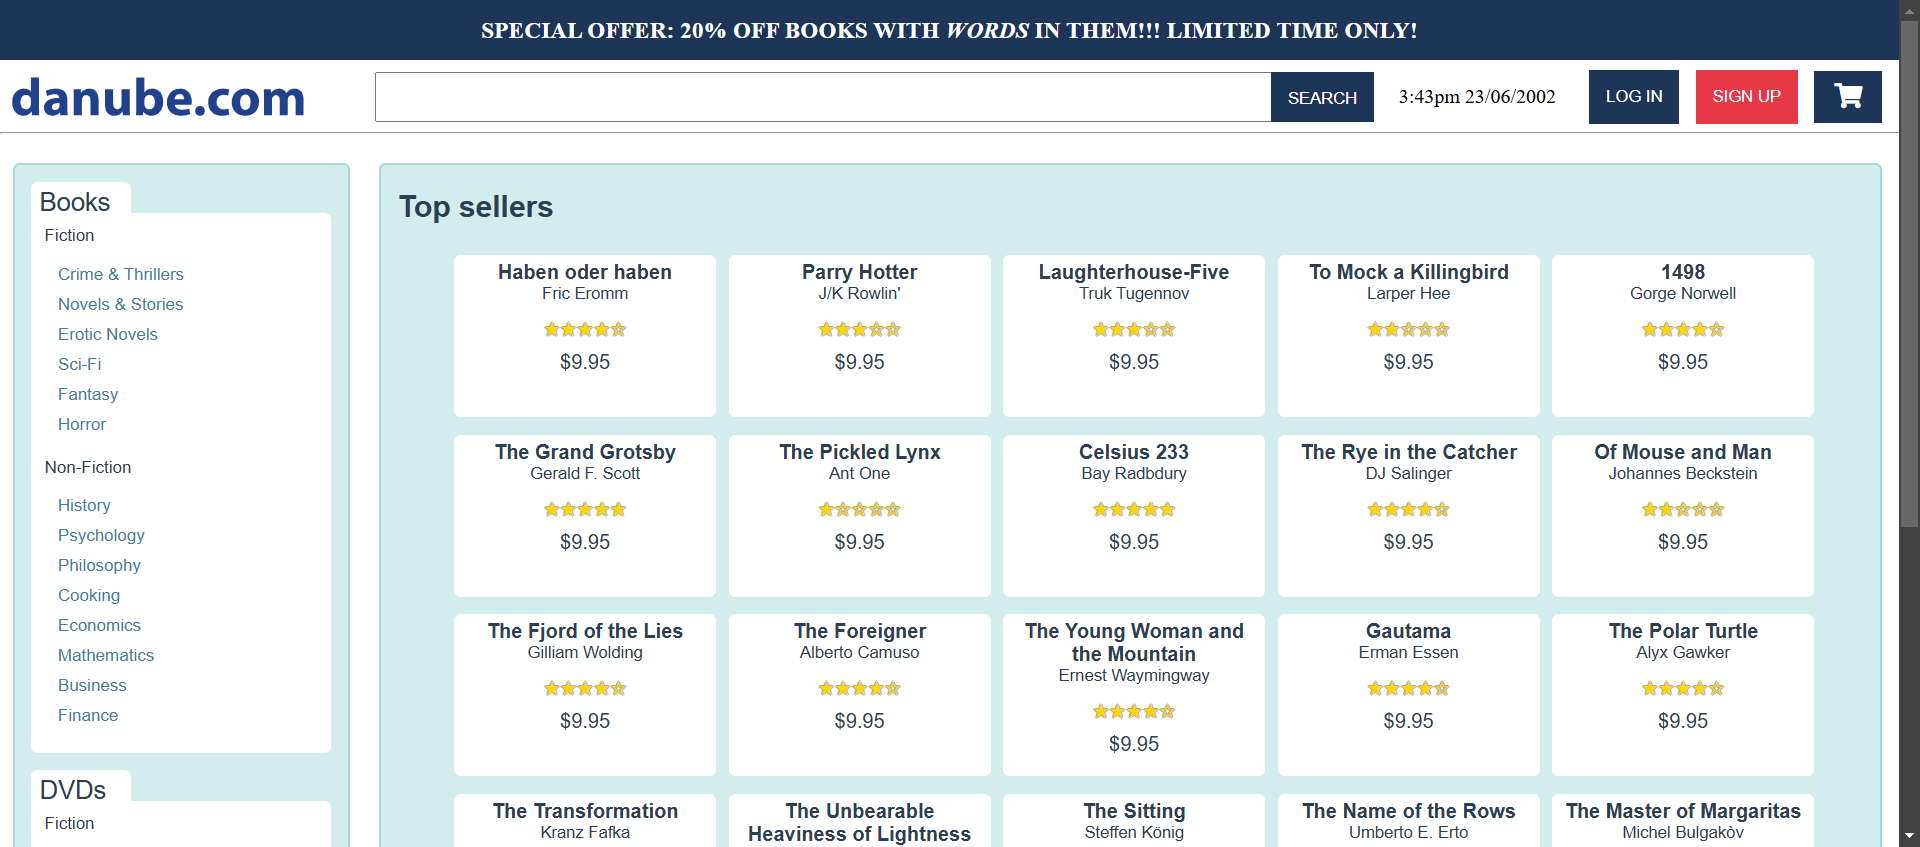 SPECIAL OFFER: 20% OFF BOOKS WITH WORDS IN THEM!!! LIMITED TIME ONLY!
danube.com
SEARCH
3:43pm 23/06/2002
LOG IN
SIGN UP
Books
Fiction
Crime & Thrillers
Novels & Stories
Erotic Novels
Sci-Fi
Fantasy
Horror
Non-Fiction
History
Psychology
Philosophy
Cooking
Economics
Mathematics
Business
Finance
DVDs
Fiction
Top sellers
Haben oder haben
Fric Eromm
$9.95
Parry Hotter
J/K Rowlin'
$9.95
Laughterhouse-Five
Truk Tugennov
$9.95
To Mock a Killingbird
Larper Hee
$9.95
1498
Gorge Norwell
$9.95
The Grand Grotsby
Gerald F. Scott
$9.95
The Pickled Lynx
Ant One
$9.95
Celsius 233
Bay Radbdury
$9.95
The Rye in the Catcher
DJ Salinger
$9.95
Of Mouse and Man
Johannes Beckstein
$9.95
The Fjord of the Lies
Gilliam Wolding
$9.95
The Foreigner
Alberto Camuso
$9.95
The Young Woman and
the Mountain
Ernest Waymingway
$9.95
Gautama
Erman Essen
$9.95
The Polar Turtle
Alyx Gawker
$9.95
The Transformation
Kranz Fafka
The Unbearable
Heaviness of Lightness
The Sitting
Steffen König
The Name of the Rows
Umberto E. Erto
The Master of Margaritas
Michel Bulgakòv